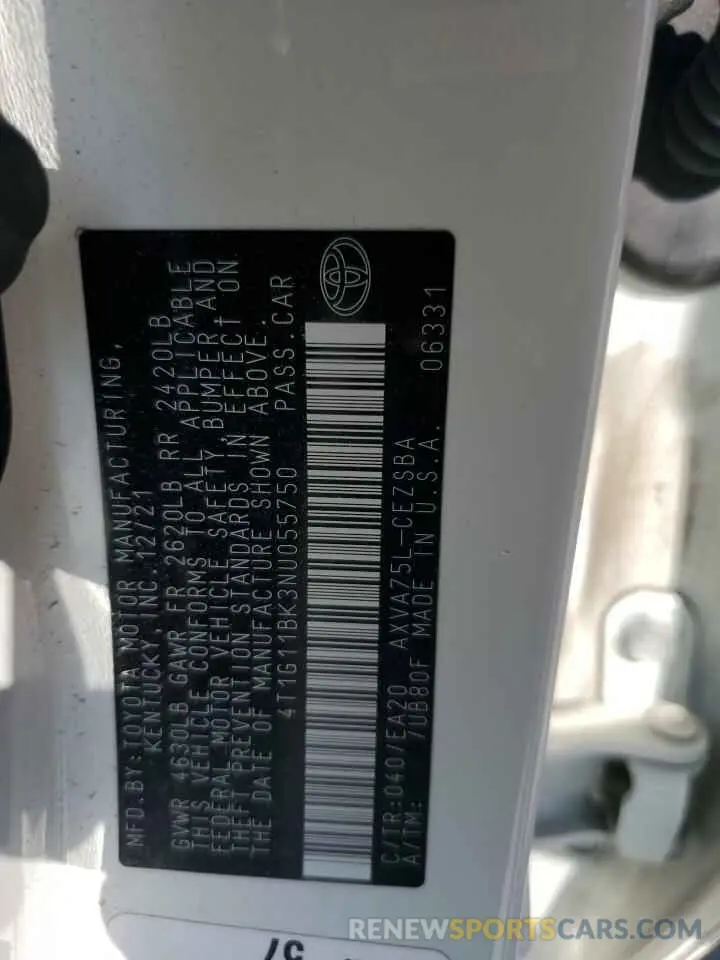 MFD.BY:TOYOTA MOTOR MANUFACTURING,
KENTUCKY, INC. 12/21
GVWR 4630LB GAWR FR 2620LB RR 2420LB
THIS VEHICLE CONFORMS TO ALL APPLICABLE
FEDERAL MOTOR VEHICLE SAFETY, BUMPER AND
THEFT PREVENTION STANDARDS IN EFFECT ON
THE DATE OF MANUFACTURE SHOWN ABOVE.
4T1G11BK3NU055750 PASS.CAR
C/TR:040/EA20 AXVA75L-CEZSBA
A/TM: /UB80F MADE IN U.S.A. 06331
57
RENEWSPORTSCARS.COM